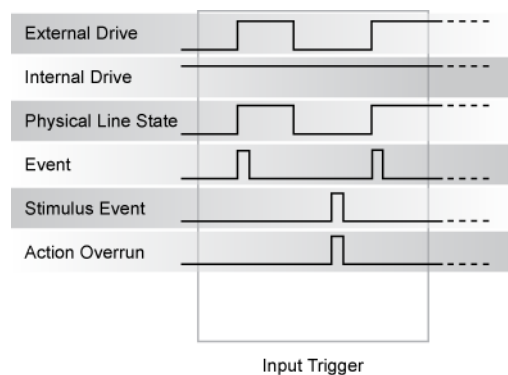 External Drive
Internal Drive
Physical Line State
Event
Stimulus Event
Action Overrun
Input Trigger